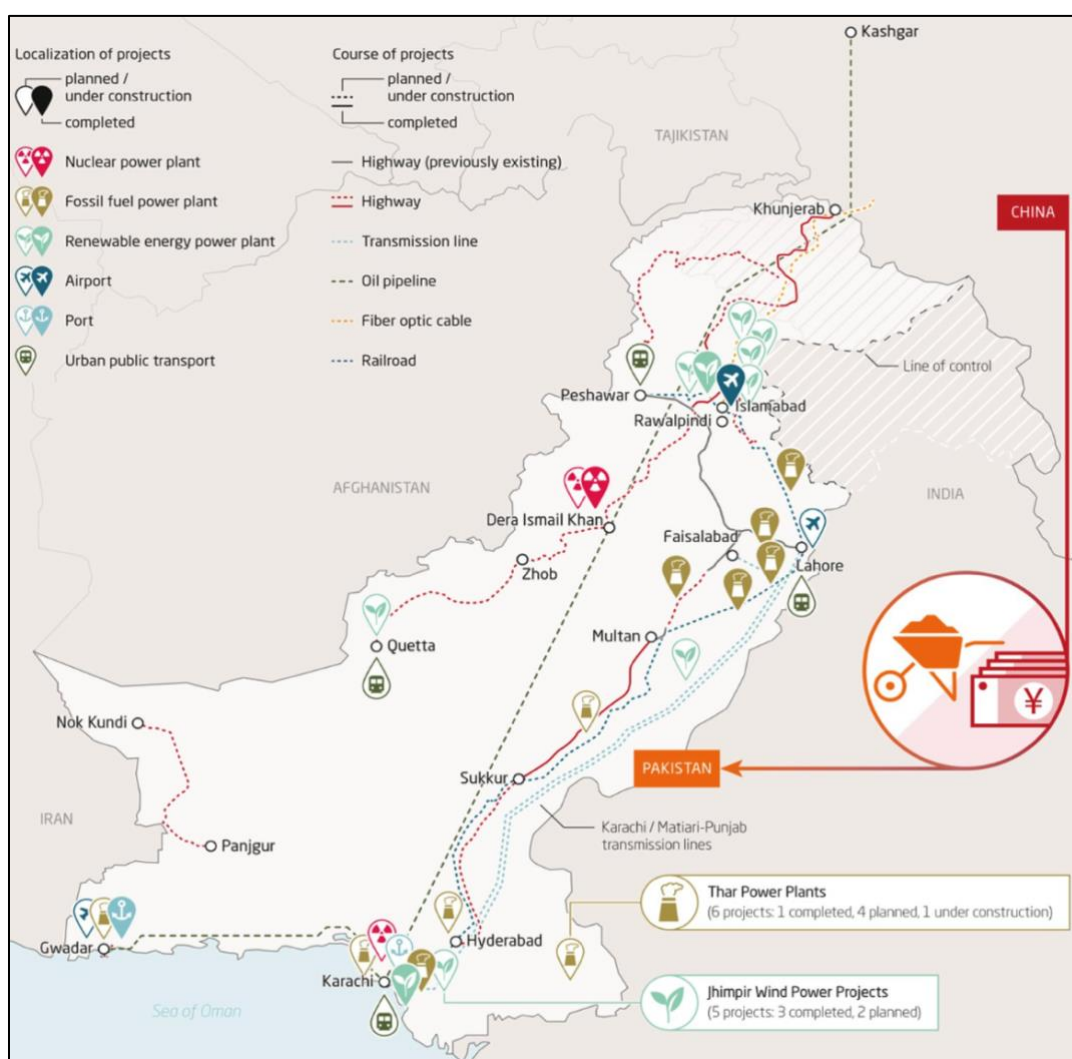 Localization of projects
planned /
under construction
completed
Nuclear power plant
Fossil fuel power plant
Renewable energy power plant
Airport
Port
Urban public transport
Course of projects
planned /
under construction
completed
Highway (previously existing)
Highway
Transmission line
Oil pipeline
Fiber optic cable
Railroad
Kashgar
TAJIKISTAN
Khunjerab
CHINA
Line of control
Peshawar
Islamabad
Rawalpindi
AFGHANISTAN
INDIA
Dera Ismail Khan
Faisalabad
Lahore
Zhob
Multan
Quetta
Nok Kundi
¥
Sukkur
PAKISTAN
IRAN
Panjgur
Karachi / Matiari-Punjab
transmission lines
Thar Power Plants
(6 projects: 1 completed, 4 planned, 1 under construction)
Gwadar
Hyderabad
Karachi
Sea of Oman
Jhimpir Wind Power Projects
(5 projects: 3 completed, 2 planned)